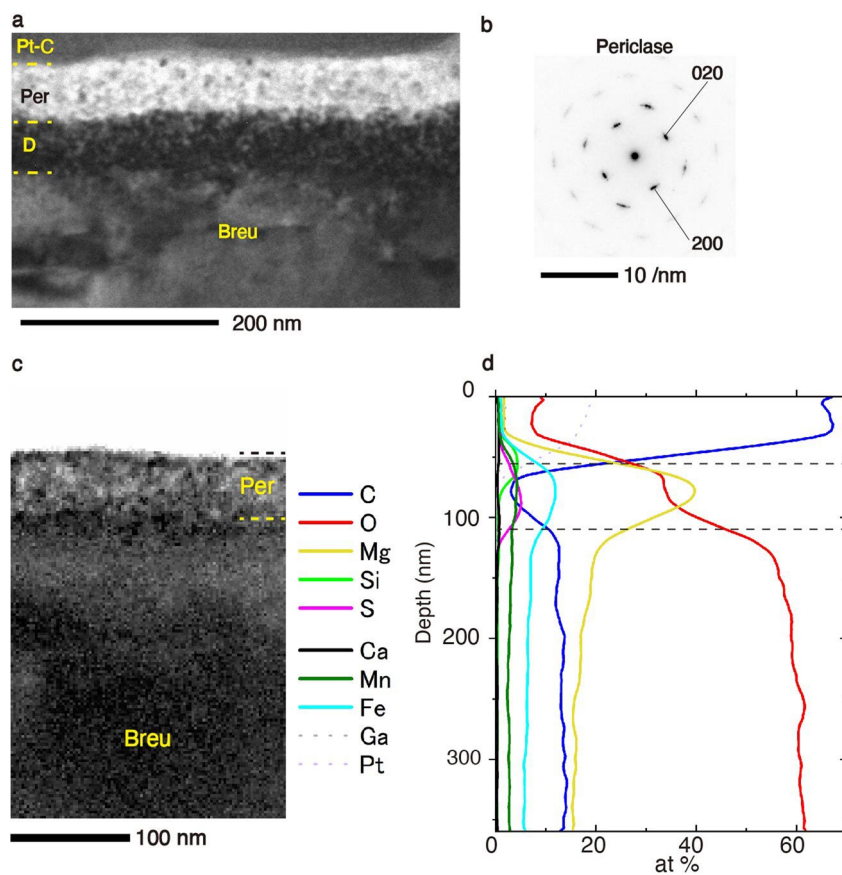 a
Pt-C
Per
D
Breu
200 nm
b
Periclase
020
200
10 /nm
c
Per
Breu
100 nm
C
O
Mg
Si
S
Ca
Mn
Fe
Ga
Pt
d
0
100
200
300
Depth (nm)
0 20 40 60
at %